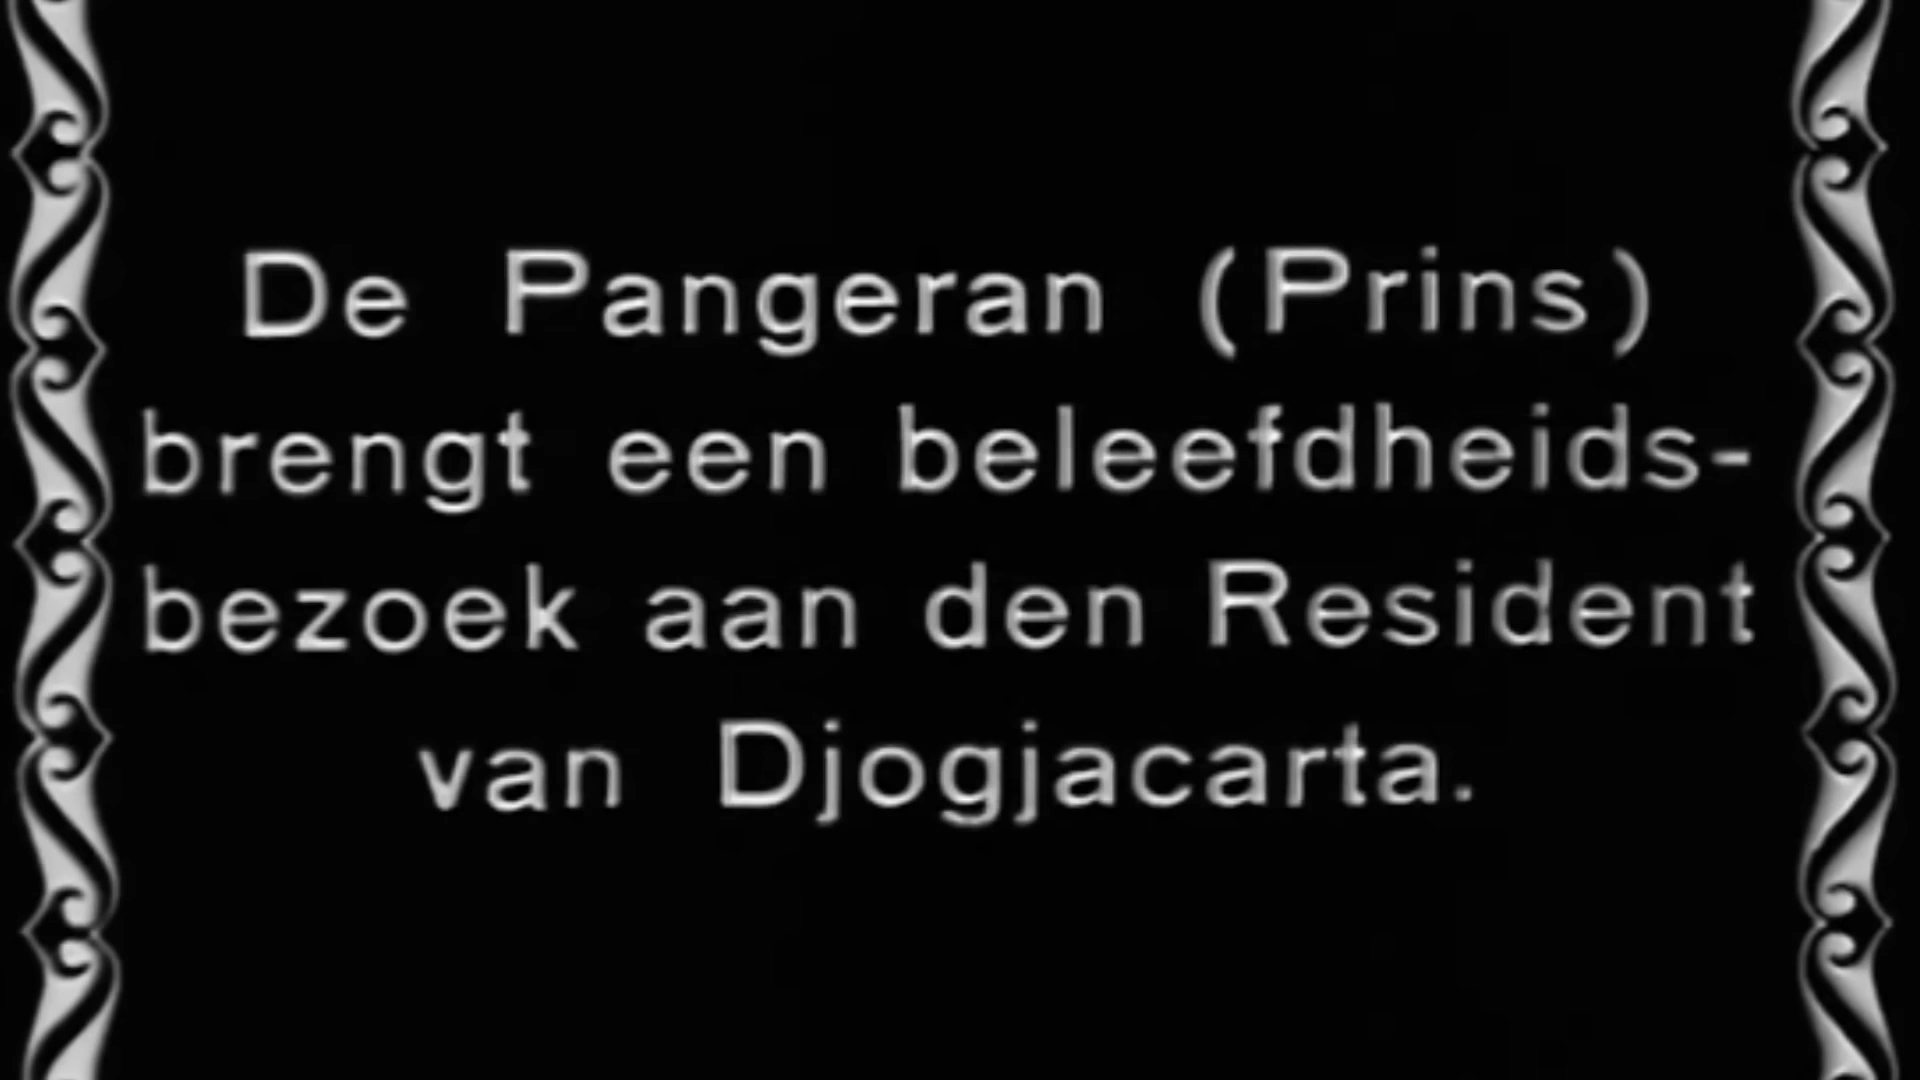 De Pangeran (Prins)
brengt een beleefdheids-
bezoek aan den Resident
van Djogjacarta.